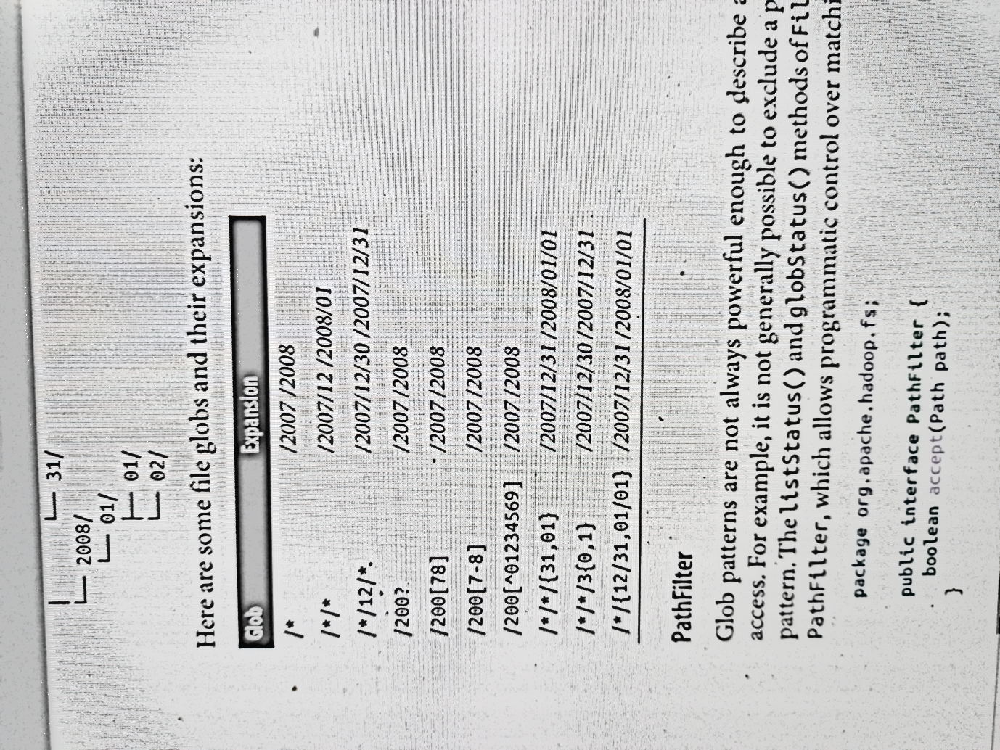 └── 31/
└── 2008/
└── 01/
├── 01/
└── 02/
Here are some file globs and their expansions:
Glob Expansion
/* /2007 /2008
/*/* /2007/12 /2008/01
/*/12/* /2007/12/30 /2007/12/31
/200? /2007 /2008
/200[78] /2007 /2008
/200[7-8] /2007 /2008
/200[^01234569] /2007 /2008
/*/*/{31,01} /2007/12/31 /2008/01/01
/*/*/3{0,1} /2007/12/30 /2007/12/31
/*/{12/31,01/01} /2007/12/31 /2008/01/01
PathFilter
Glob patterns are not always powerful enough to describe
access. For example, it is not generally possible to exclude a
pattern. The listStatus() and globStatus() methods of
PathFilter, which allows programmatic control over
package org.apache.hadoop.fs;
public interface PathFilter {
boolean accept(Path path);
}